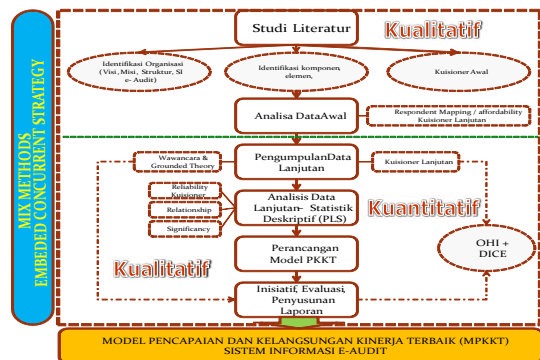 MIX METHODS
EMBEDED CONCURRENT STRATEGY
Studi Literatur
Kualitatif
Identifikasi Organisasi
(Visi, Misi, Struktur, SI
e-Audit)
Identifikasi komponen,
elemen,
Kuisioner Awal
Analisa DataAwal
Respondent Mapping / affordability
Kuisioner Lanjutan
Wawancara &
Grounded Theory
PengumpulanData
Lanjutan
Kuisioner Lanjutan
Reliability
Kuisioner
Relationship
Significancy
Analisis Data
Lanjutan- Statistik
Deskriptif (PLS)
Kuantitatif
Perancangan
Model PKKT
OHI +
DICE
Kualitatif
Inisiatif, Evaluasi,
Penyusunan
Laporan
MODEL PENCAPAIAN DAN KELANGSUNGAN KINERJA TERBAIK (MPKKT)
SISTEM INFORMASI E-AUDIT